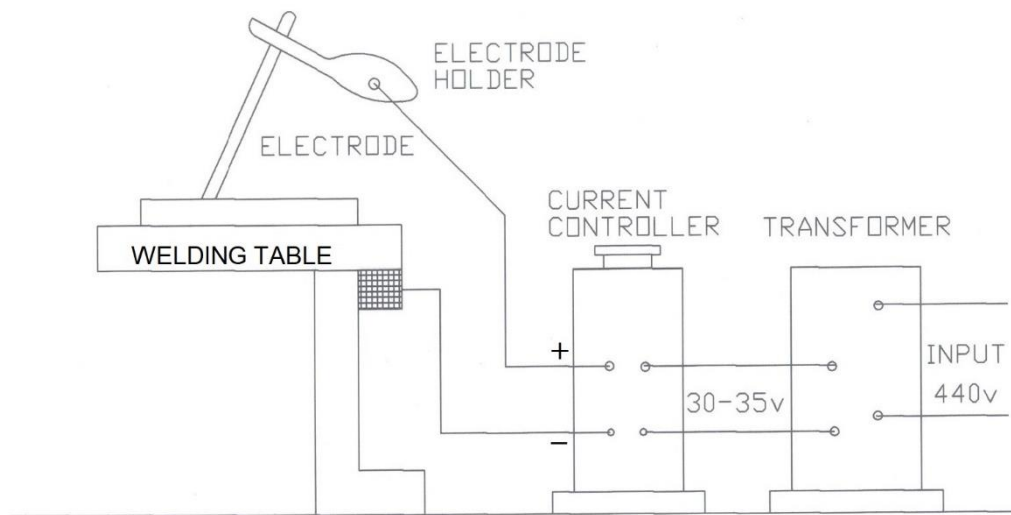 ELECTRODE
HOLDER
ELECTRODE
CURRENT
CONTROLLER
TRANSFORMER
WELDING TABLE
+
INPUT
30-35v
440v
−